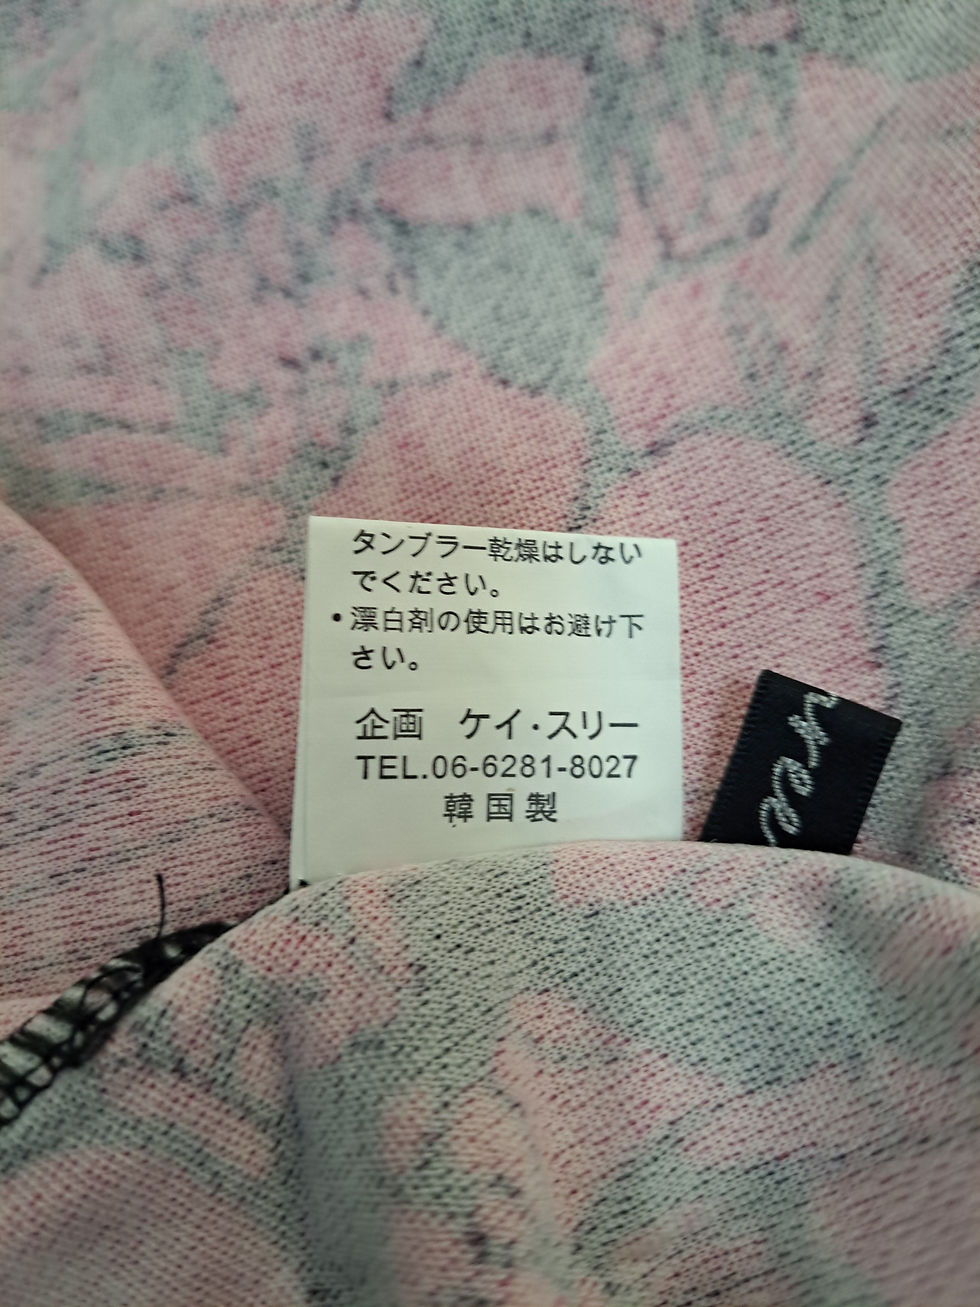 タンブラー乾燥はしない
でください。
•漂白剤の使用はお避け下
さい。
企画　ケイ・スリー
TEL.06-6281-8027
韓国製